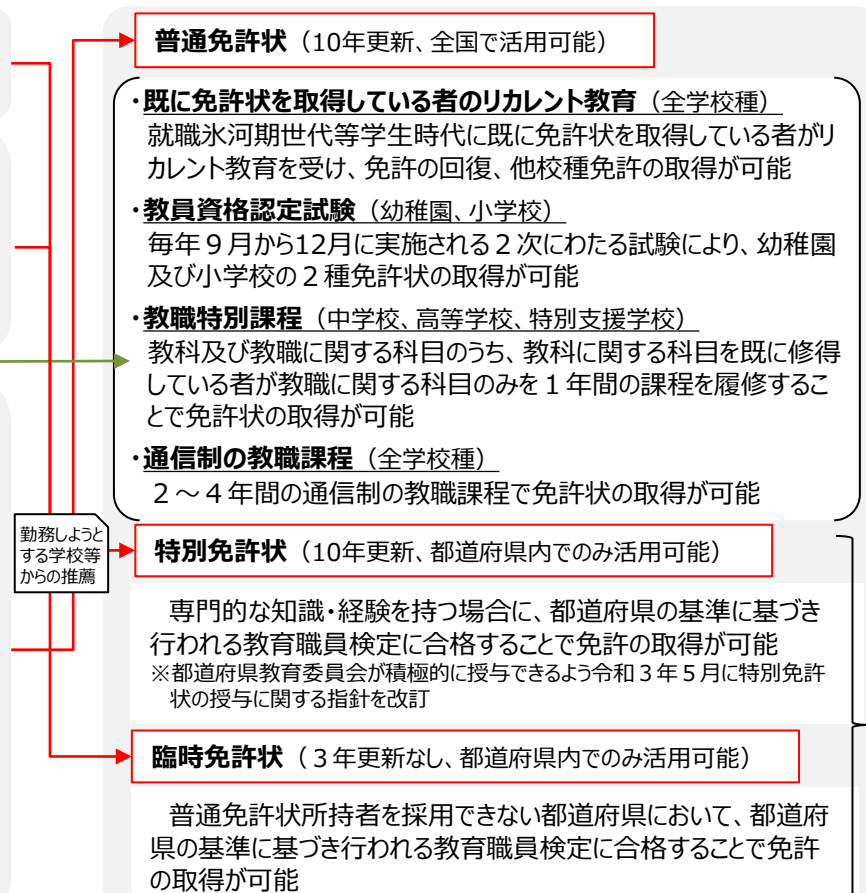 普通免許状（10年更新、全国で活用可能）
・既に免許状を取得している者のリカレント教育（全学校種）
就職氷河期世代等学生時代に既に免許状を取得している者がリ
カレント教育を受け、免許の回復、他校種免許の取得が可能
・教員資格認定試験（幼稚園、小学校）
毎年９月から12月に実施される２次にわたる試験により、幼稚園
及び小学校の２種免許状の取得が可能
・教職特別課程（中学校、高等学校、特別支援学校）
教科及び教職に関する科目のうち、教科に関する科目を既に修得
している者が教職に関する科目のみを１年間の課程を履修するこ
とで免許状の取得が可能
・通信制の教職課程（全学校種）
２～４年間の通信制の教職課程で免許状の取得が可能
勤務しようと
する学校等
からの推薦
特別免許状（10年更新、都道府県内でのみ活用可能）
専門的な知識・経験を持つ場合に、都道府県の基準に基づき
行われる教育職員検定に合格することで免許の取得が可能
※都道府県教育委員会が積極的に授与できるよう令和３年５月に特別免許
状の授与に関する指針を改訂
臨時免許状（３年更新なし、都道府県内でのみ活用可能）
普通免許状所持者を採用できない都道府県において、都道府
県の基準に基づき行われる教育職員検定に合格することで免許
の取得が可能